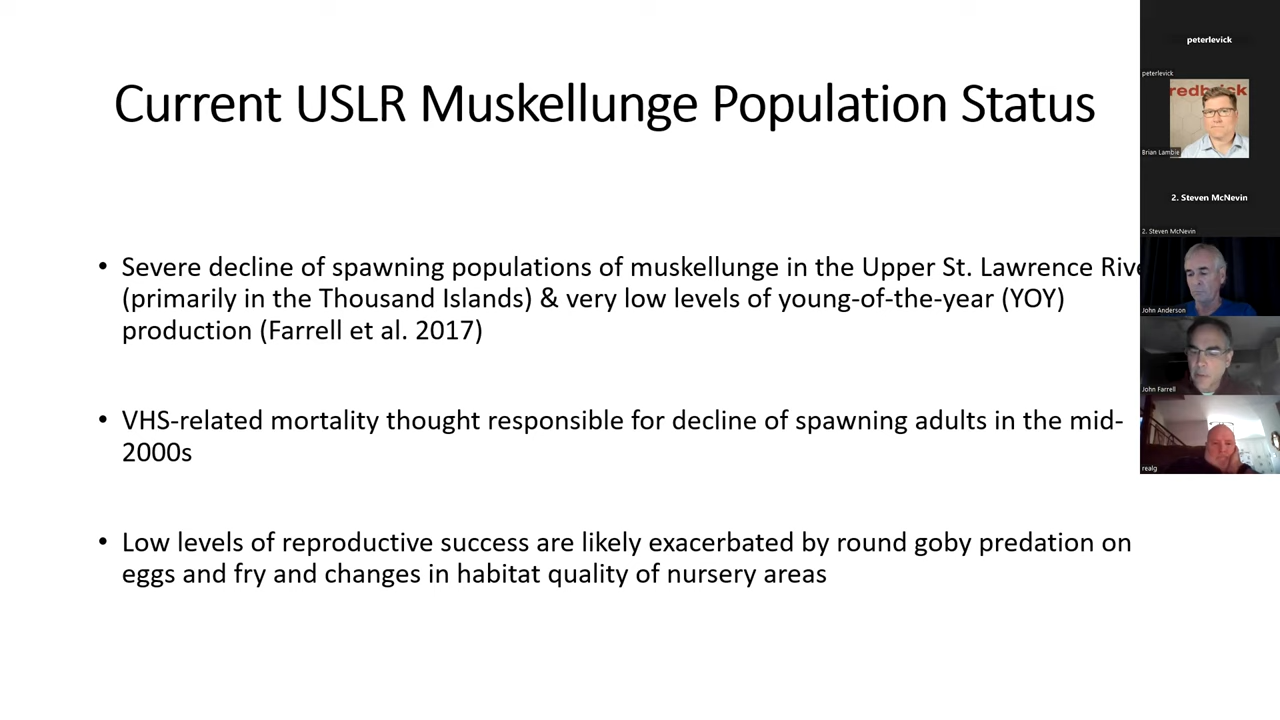 Current USLR Muskellunge Population Status
• Severe decline of spawning populations of muskellunge in the Upper St. Lawrence Rive
(primarily in the Thousand Islands) & very low levels of young-of-the-year (YOY)
production (Farrell et al. 2017)
• VHS-related mortality thought responsible for decline of spawning adults in the mid-
2000s
• Low levels of reproductive success are likely exacerbated by round goby predation on
eggs and fry and changes in habitat quality of nursery areas
peterlevick
peterlevick
Brian Lambie
2. Steven McNevin
2. Steven McNevin
John Anderson
John Farrell
realg